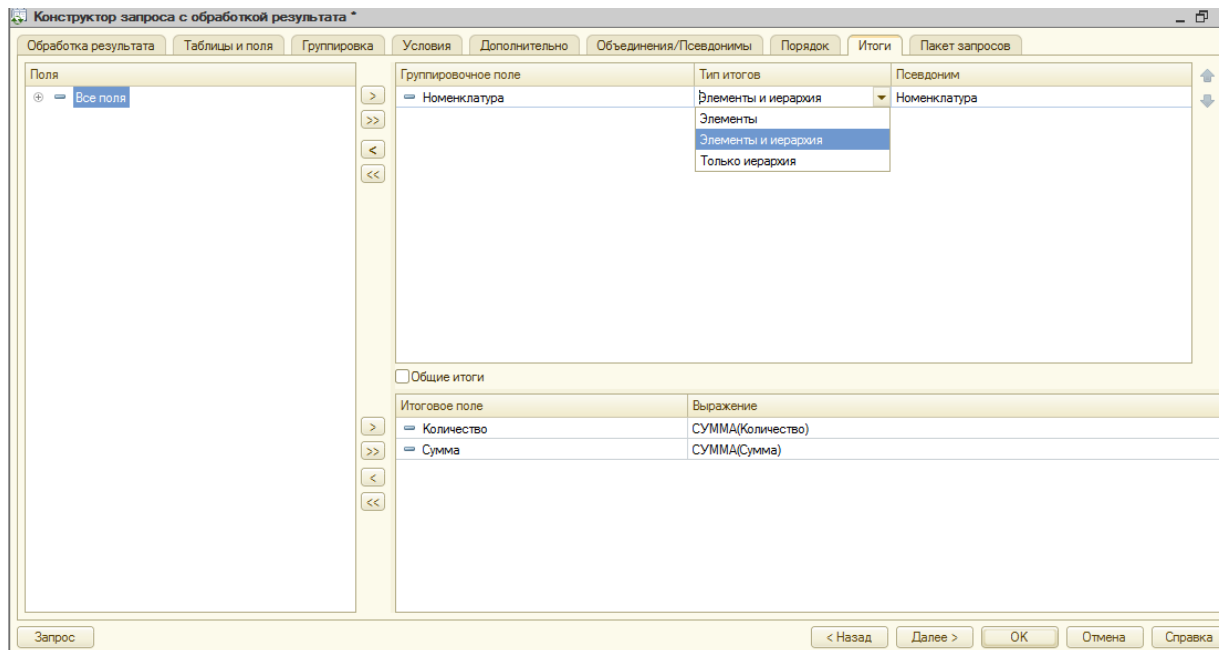 Конструктор запроса с обработкой результата *
Обработка результата Таблицы и поля Группировка Условия Дополнительно Объединения/Псевдонимы Порядок Итоги Пакет запросов
Поля
Все поля
>
>>
<
<<
Группировочное поле Тип итогов Псевдоним
Номенклатура Элементы и иерархия Номенклатура
Элементы
Элементы и иерархия
Только иерархия
Общие итоги
>
>>
<
<<
Итоговое поле Выражение
Количество СУММА(Количество)
Сумма СУММА(Сумма)
Запрос < Назад Далее > OK Отмена Справка